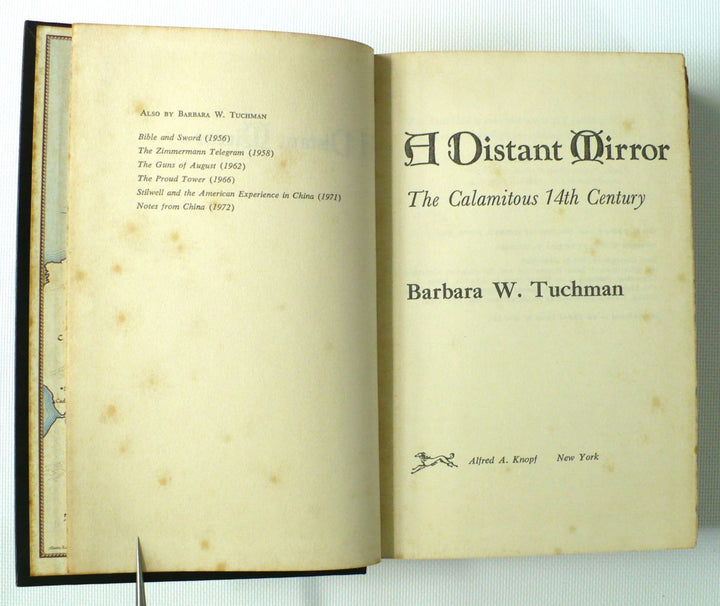 Also by Barbara W. Tuchman
Bible and Sword (1956)
The Zimmermann Telegram (1958)
The Guns of August (1962)
The Proud Tower (1966)
Stilwell and the American Experience in China (1971)
Notes from China (1972)
A Distant Mirror
The Calamitous 14th Century
Barbara W. Tuchman
Alfred A. Knopf New York